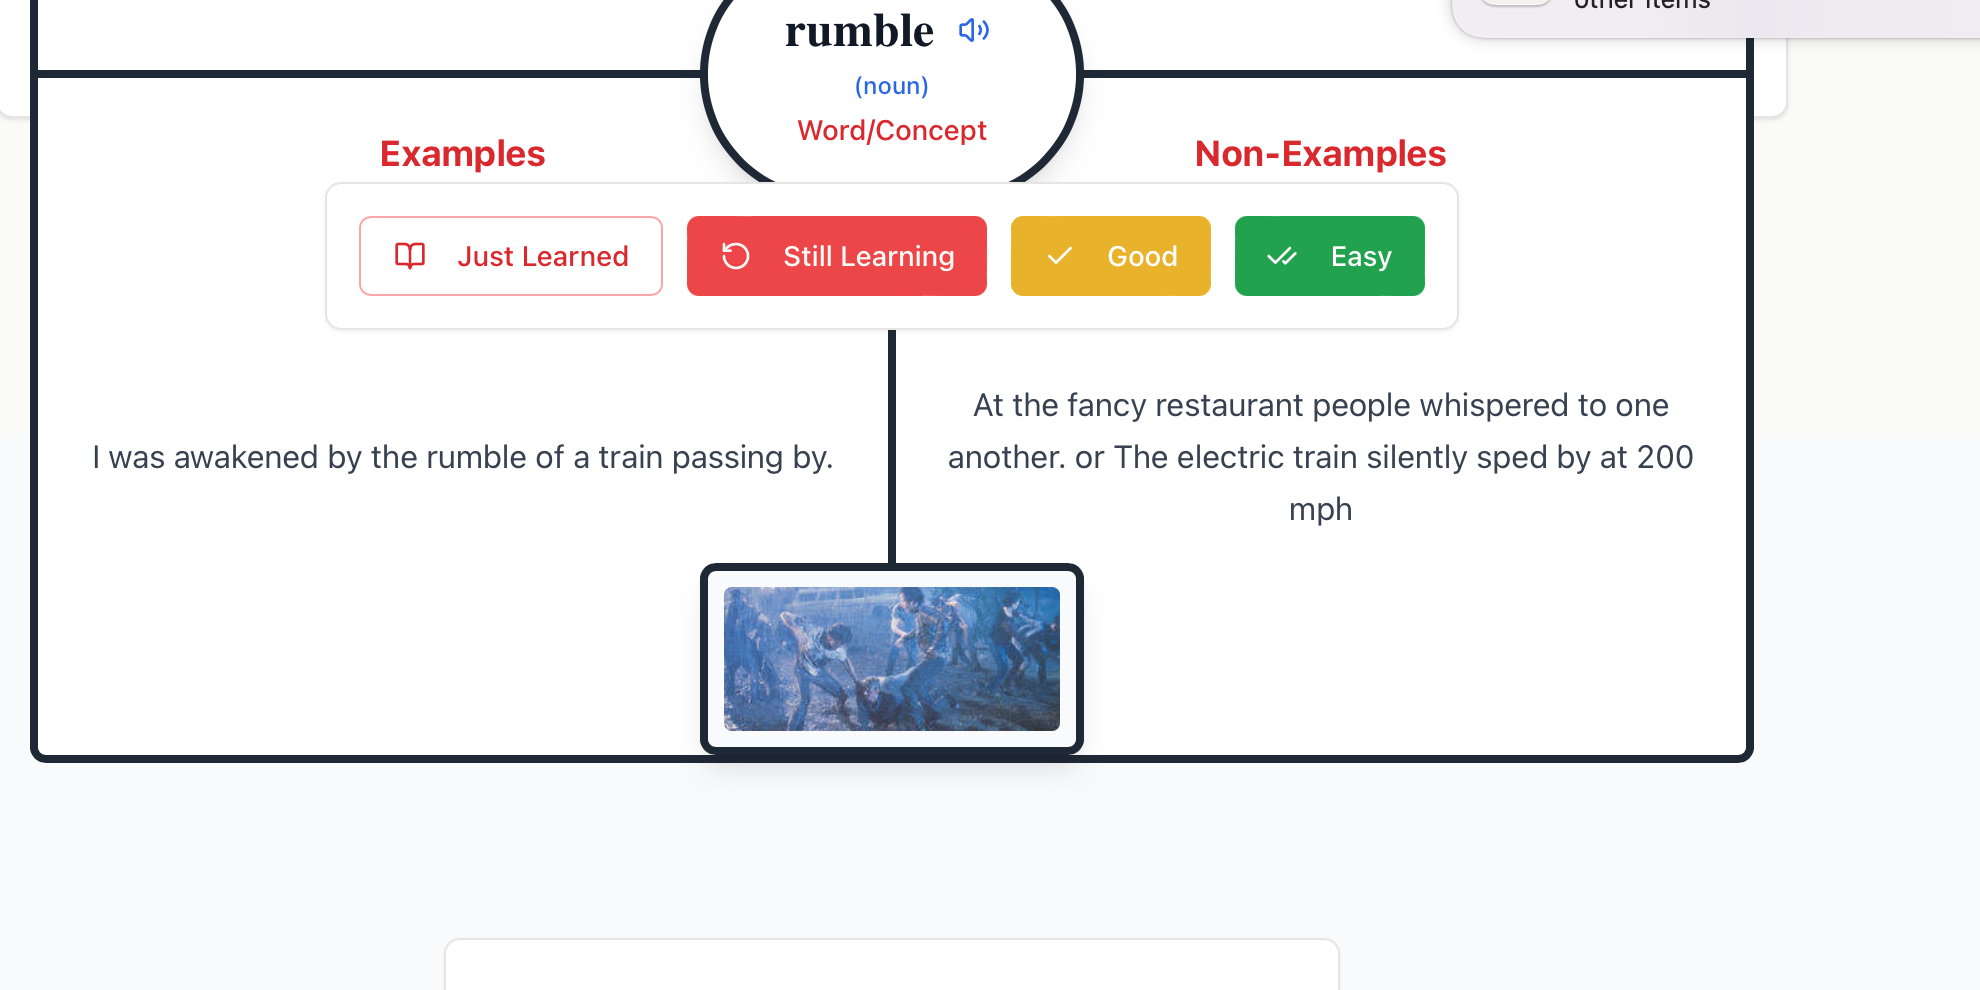 other items
rumble
(noun)
Word/Concept
Examples
Non-Examples
Just Learned
Still Learning
Good
Easy
I was awakened by the rumble of a train passing by.
At the fancy restaurant people whispered to one
another. or The electric train silently sped by at 200
mph